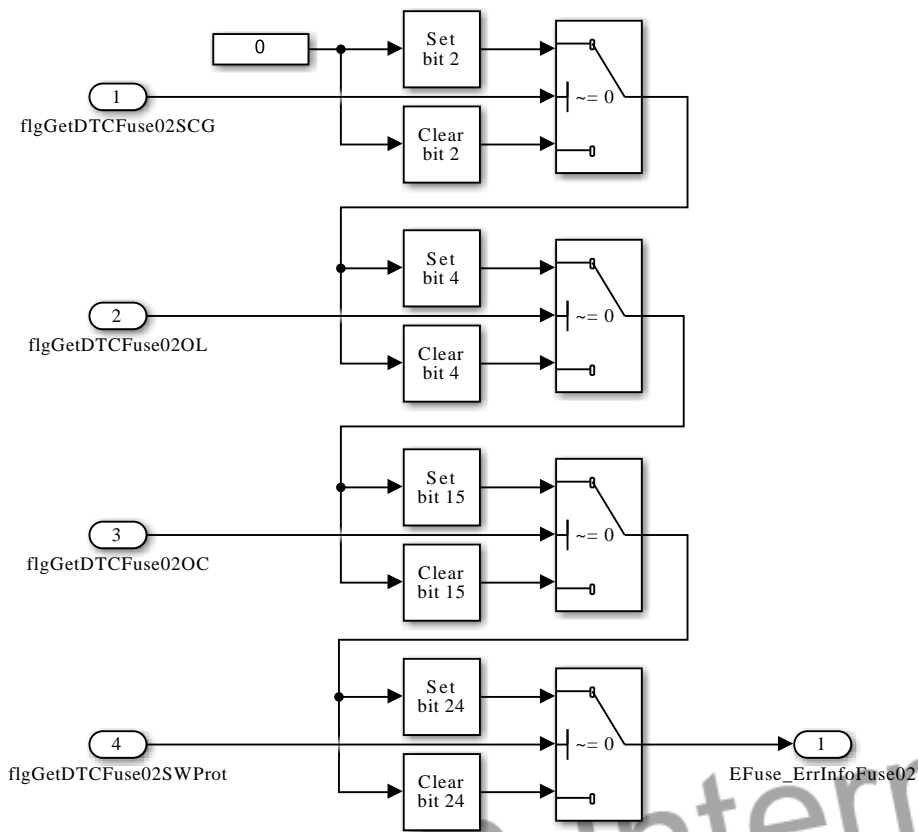 0
Set
bit 2
1
~= 0
flgGetDTCFuse02SCG
Clear
bit 2
Set
bit 4
2
~= 0
flgGetDTCFuse02OL
Clear
bit 4
Set
bit 15
3
~= 0
flgGetDTCFuse02OC
Clear
bit 15
Set
bit 24
4
~= 0
1
flgGetDTCFuse02SWProt
EFuse_ErrInfoFuse02
Clear
bit 24